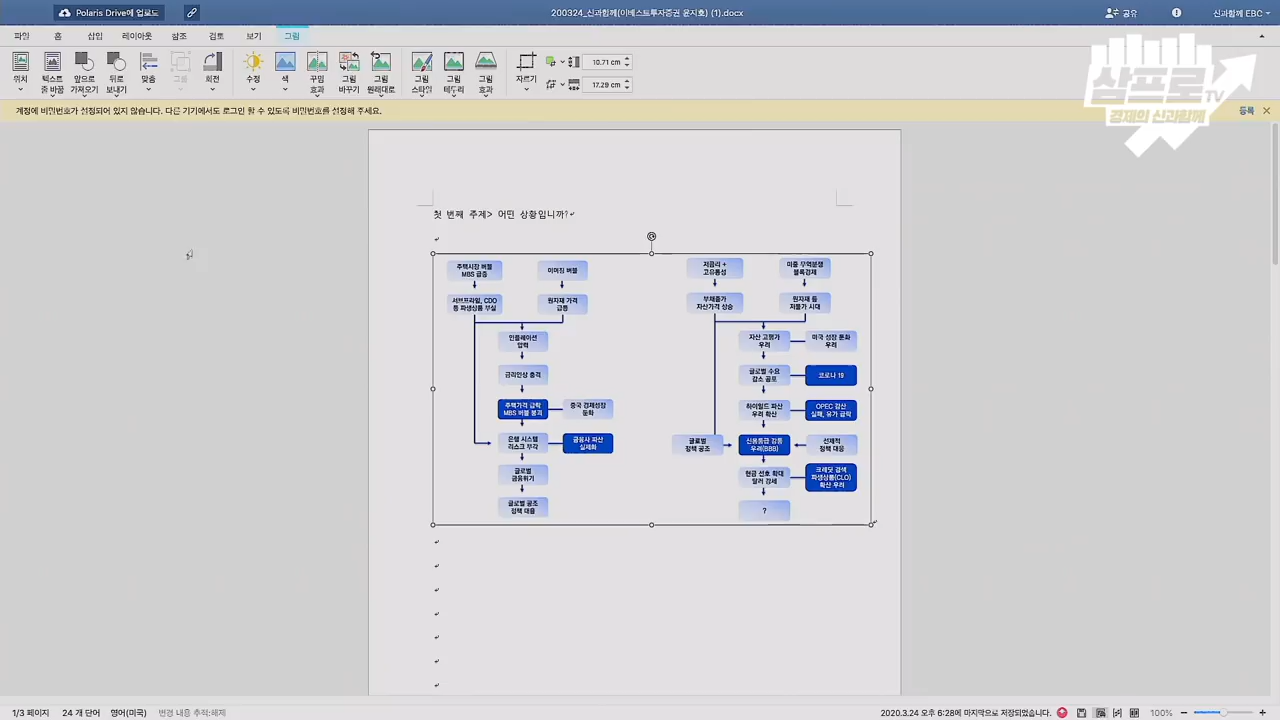 Polaris Drive에 업로드
200324_신과함께(이베스트투자증권 윤지호) (1).docx
공유
신과함께 EBC
파일 홈 삽입 레이아웃 참조 검토 보기 그림
위치
텍스트 줄 바꿈
앞으로 가져오기
뒤로 보내기
맞춤
그룹
회전
수정
색
꾸밈 효과
그림 바꾸기
그림 원래대로
그림 스타일
그림 테두리
그림 효과
자르기
10.71 cm
17.29 cm
삼프로TV
경제의 신과함께
계정에 비밀번호가 설정되어 있지 않습니다. 다른 기기에서도 로그인 할 수 있도록 비밀번호를 설정해 주세요.
등록
첫 번째 주제> 어떤 상황입니까?
주택시장 버블
MBS 급증
이머징 버블
서브프라임, CDO
등 파생상품 부실
원자재 가격
급등
인플레이션
압력
금리인상 충격
주택가격 급락
MBS 버블 붕괴
중국 경제성장
둔화
은행 시스템
리스크 부각
금융사 파산
실제화
글로벌
금융위기
글로벌 공조
정책 대응
저금리 +
고유동성
미중 무역분쟁
블록경제
부채증가
자산가격 상승
원자재 등
저물가 시대
자산 고평가
우려
미국 성장 둔화
우려
글로벌 수요
감소 공포
코로나 19
하이일드 파산
우려 확산
OPEC 감산
실패, 유가 급락
글로벌
정책 공조
신용등급 강등
우려(BBB)
선제적
정책 대응
현금 선호 확대
달러 강세
크레딧 경색
파생상품(CLO)
확산 우려
?
1/3 페이지
24 개 단어
영어(미국)
변경 내용 추적:해제
2020.3.24 오후 6:28에 마지막으로 저장되었습니다.
100%